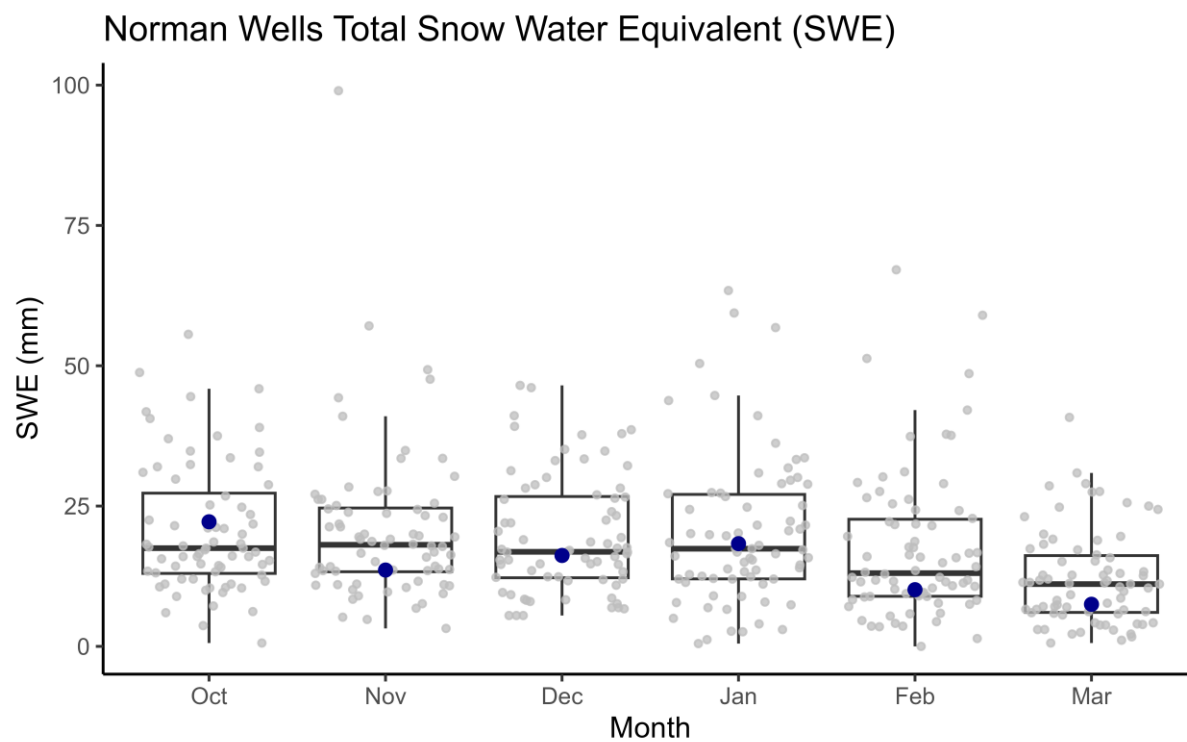 Norman Wells Total Snow Water Equivalent (SWE)
100
75
50
25
0
SWE (mm)
Oct Nov Dec Jan Feb Mar
Month